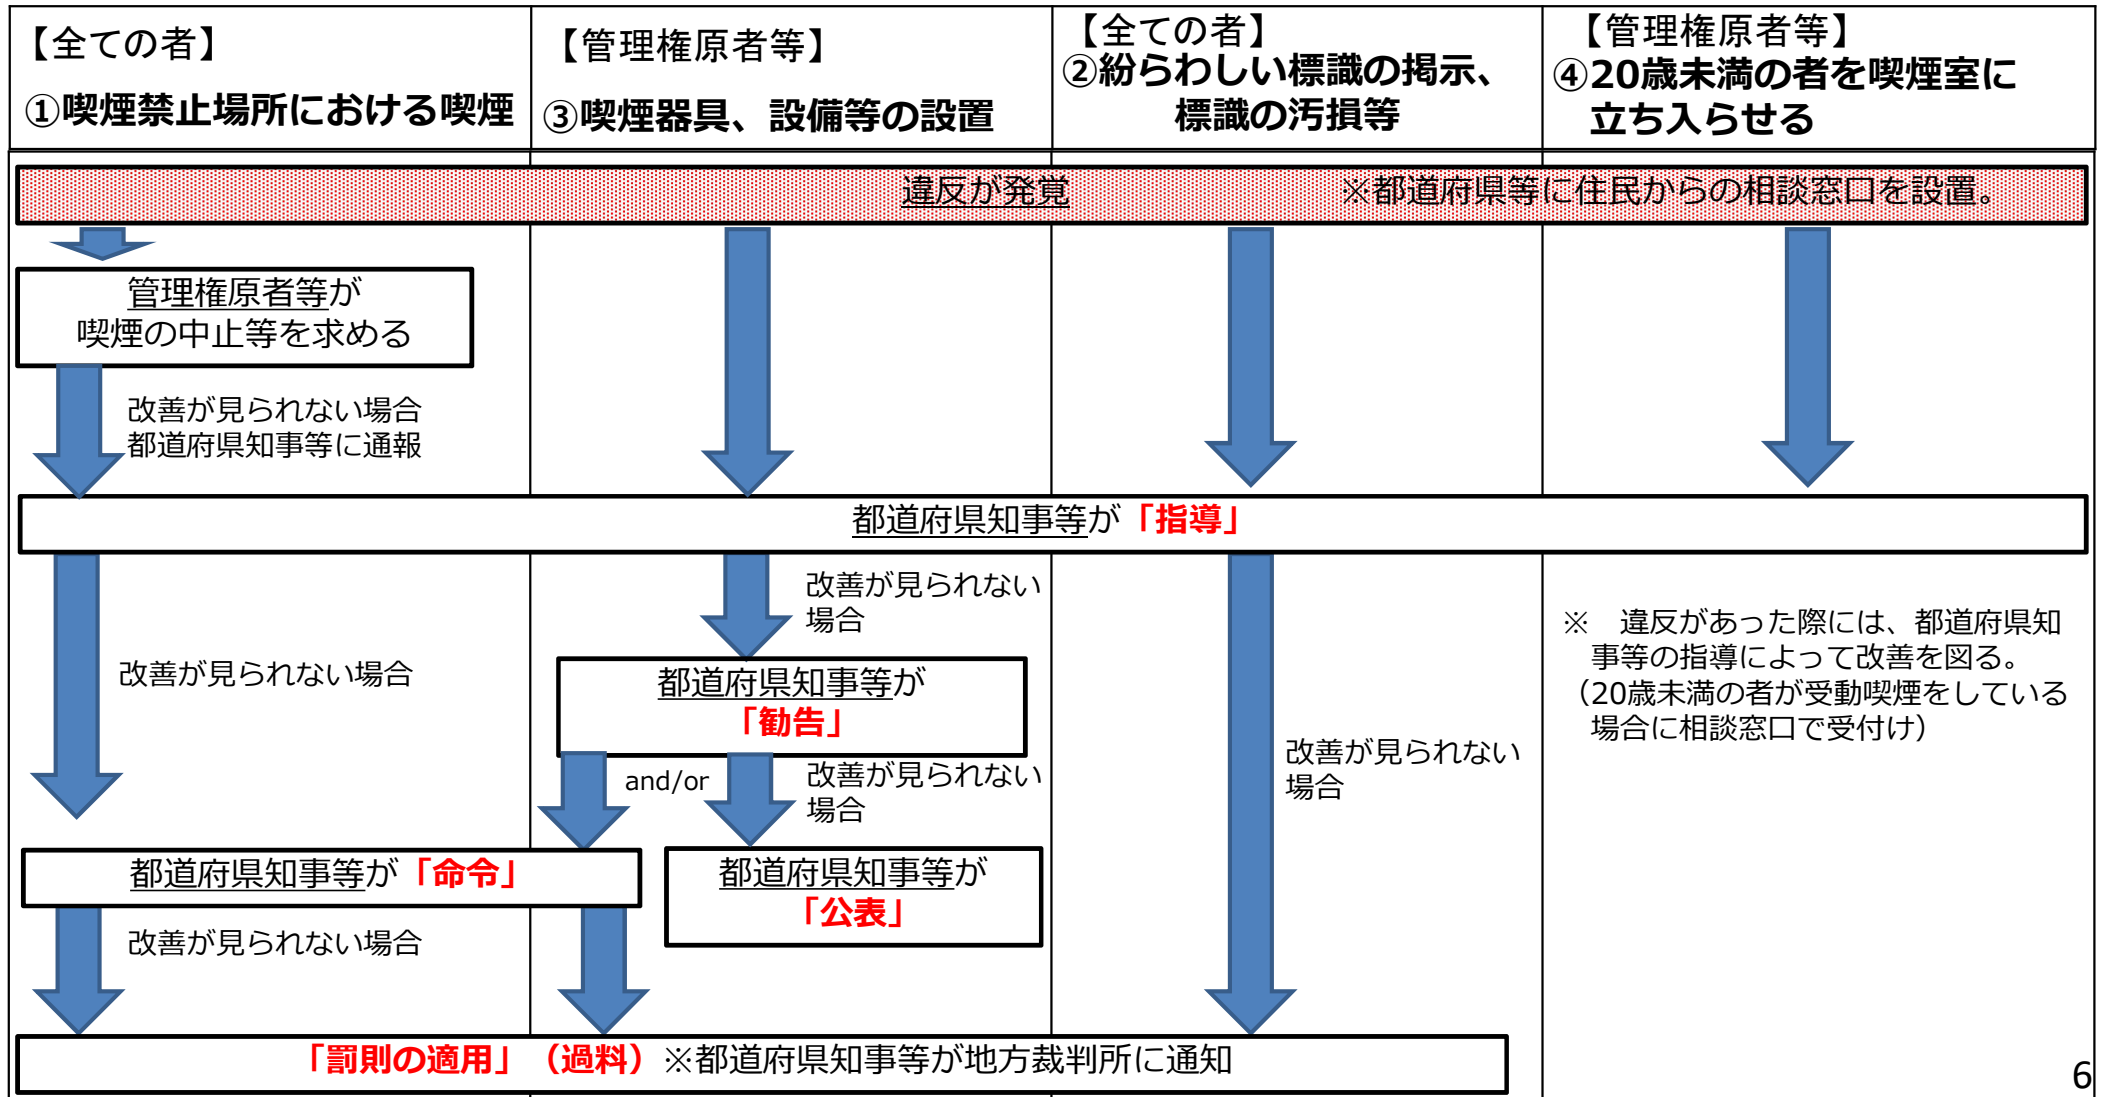 【全ての者】
①喫煙禁止場所における喫煙
【管理権原者等】
③喫煙器具、設備等の設置
【全ての者】
②紛らわしい標識の掲示、
標識の汚損等
【管理権原者等】
④20歳未満の者を喫煙室に
立ち入らせる
違反が発覚 ※都道府県等に住民からの相談窓口を設置。
管理権原者等が
喫煙の中止等を求める
改善が見られない場合
都道府県知事等に通報
都道府県知事等が「指導」
改善が見られない場合
改善が見られない
場合
都道府県知事等が
「勧告」
and/or
改善が見られない
場合
改善が見られない
場合
※ 違反があった際には、都道府県知
事等の指導によって改善を図る。
（20歳未満の者が受動喫煙をしている
場合に相談窓口で受付け）
都道府県知事等が「命令」
都道府県知事等が
「公表」
改善が見られない場合
「罰則の適用」（過料）※都道府県知事等が地方裁判所に通知
6